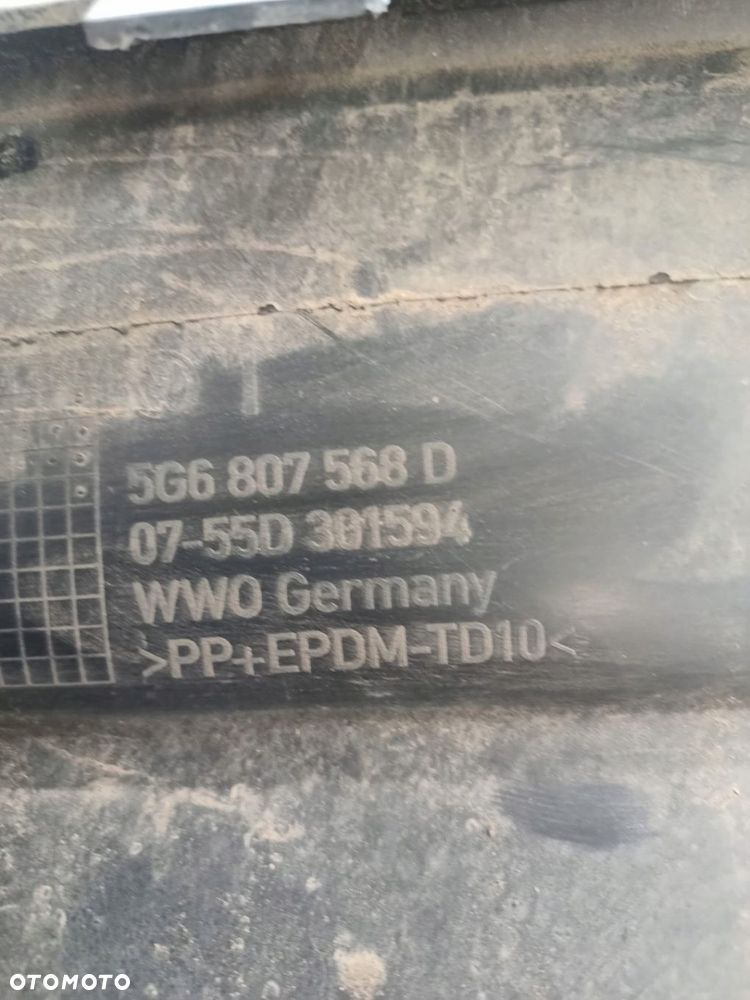 5G6 807 568 D
07-55D 301594
WWO Germany
>PP+EPDM-TD10<
OTOMOTO